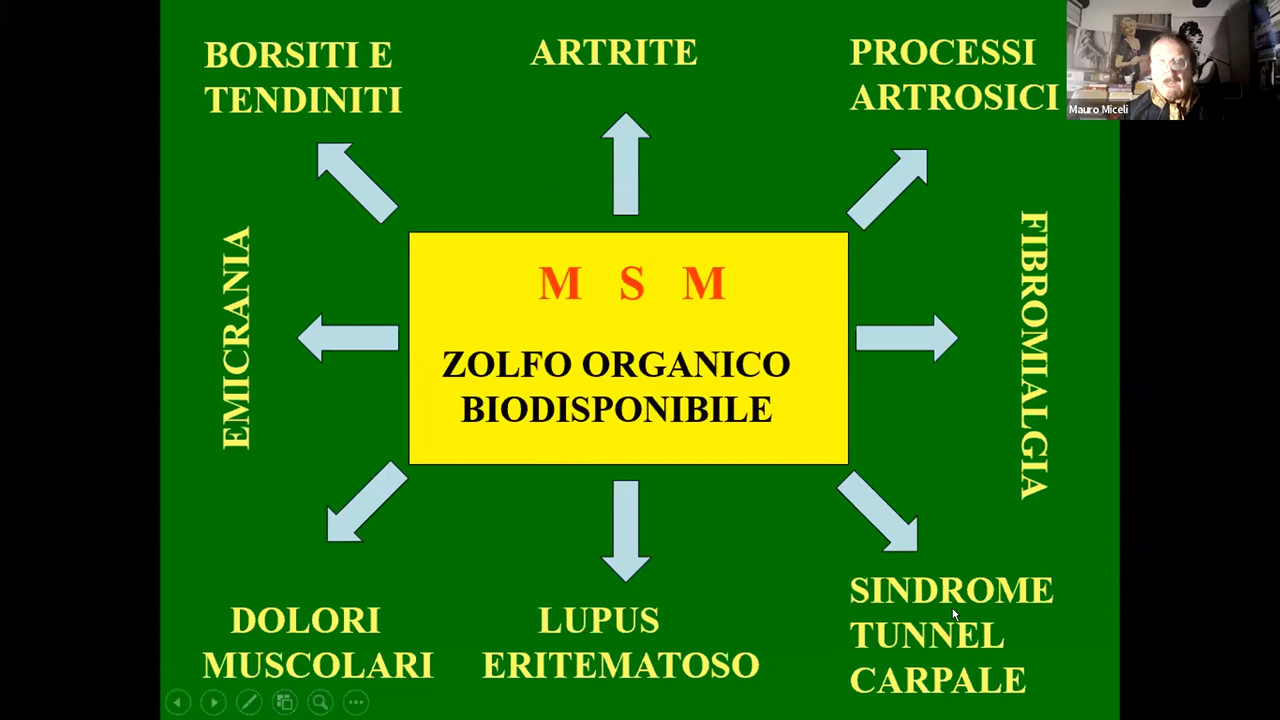 BORSITI E
TENDINITI
ARTRITE
PROCESSI
ARTROSICI
Mauro Miceli
EMICRANIA
M S M
ZOLFO ORGANICO
BIODISPONIBILE
FIBROMIALGIA
DOLORI
MUSCOLARI
LUPUS
ERITEMATOSO
SINDROME
TUNNEL
CARPALE